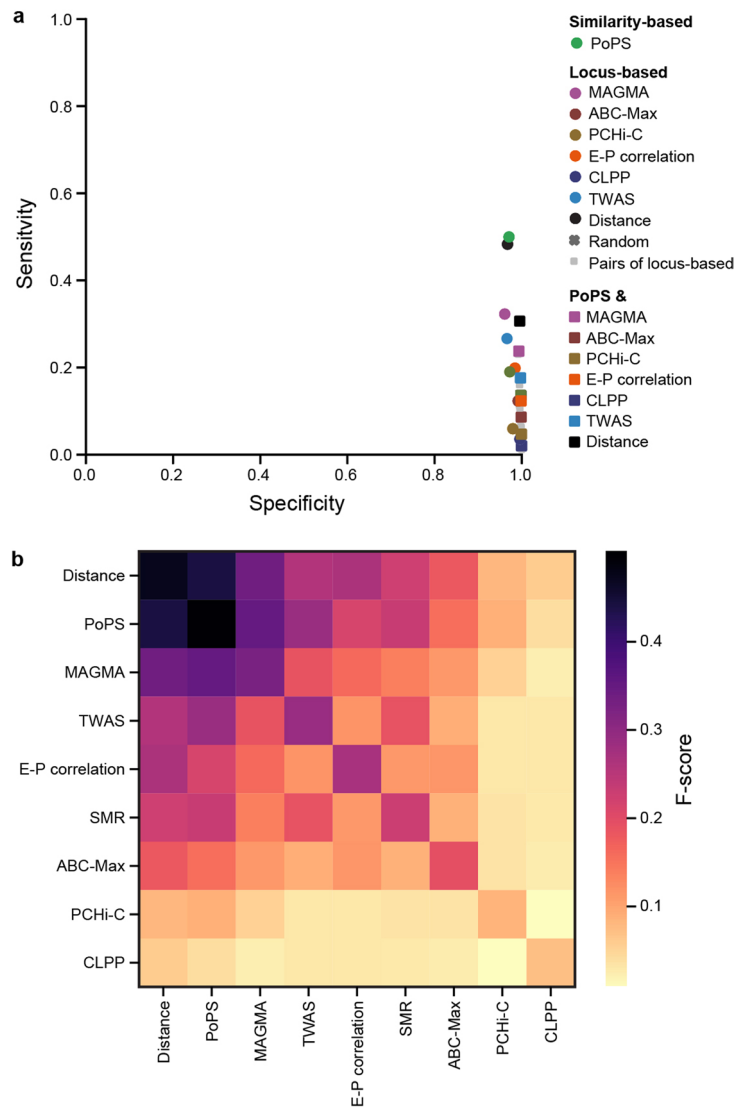 a
1.0
0.8
0.6
0.4
0.2
0.0
Sensitvity
0.0 0.2 0.4 0.6 0.8 1.0
Specificity
Similarity-based
PoPS
Locus-based
MAGMA
ABC-Max
PCHi-C
E-P correlation
CLPP
TWAS
Distance
Random
Pairs of locus-based
PoPS &
MAGMA
ABC-Max
PCHi-C
E-P correlation
CLPP
TWAS
Distance
b
Distance
PoPS
MAGMA
TWAS
E-P correlation
SMR
ABC-Max
PCHi-C
CLPP
Distance
PoPS
MAGMA
TWAS
E-P correlation
SMR
ABC-Max
PCHi-C
CLPP
0.4
0.3
0.2
0.1
F-score